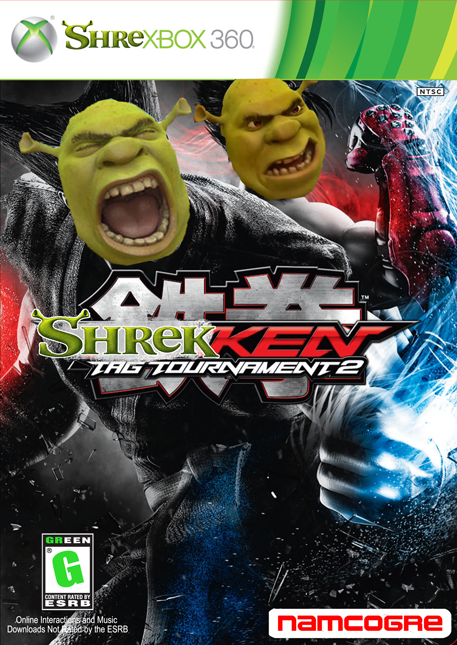 SHREXBOX 360
NTSC
鉄拳
TM
SHREKKEN
TAG TOURNAMENT 2
GREEN
G
®
CONTENT RATED BY
ESRB
Online Interactions and Music
Downloads Not Rated by the ESRB
NAMCOGRE